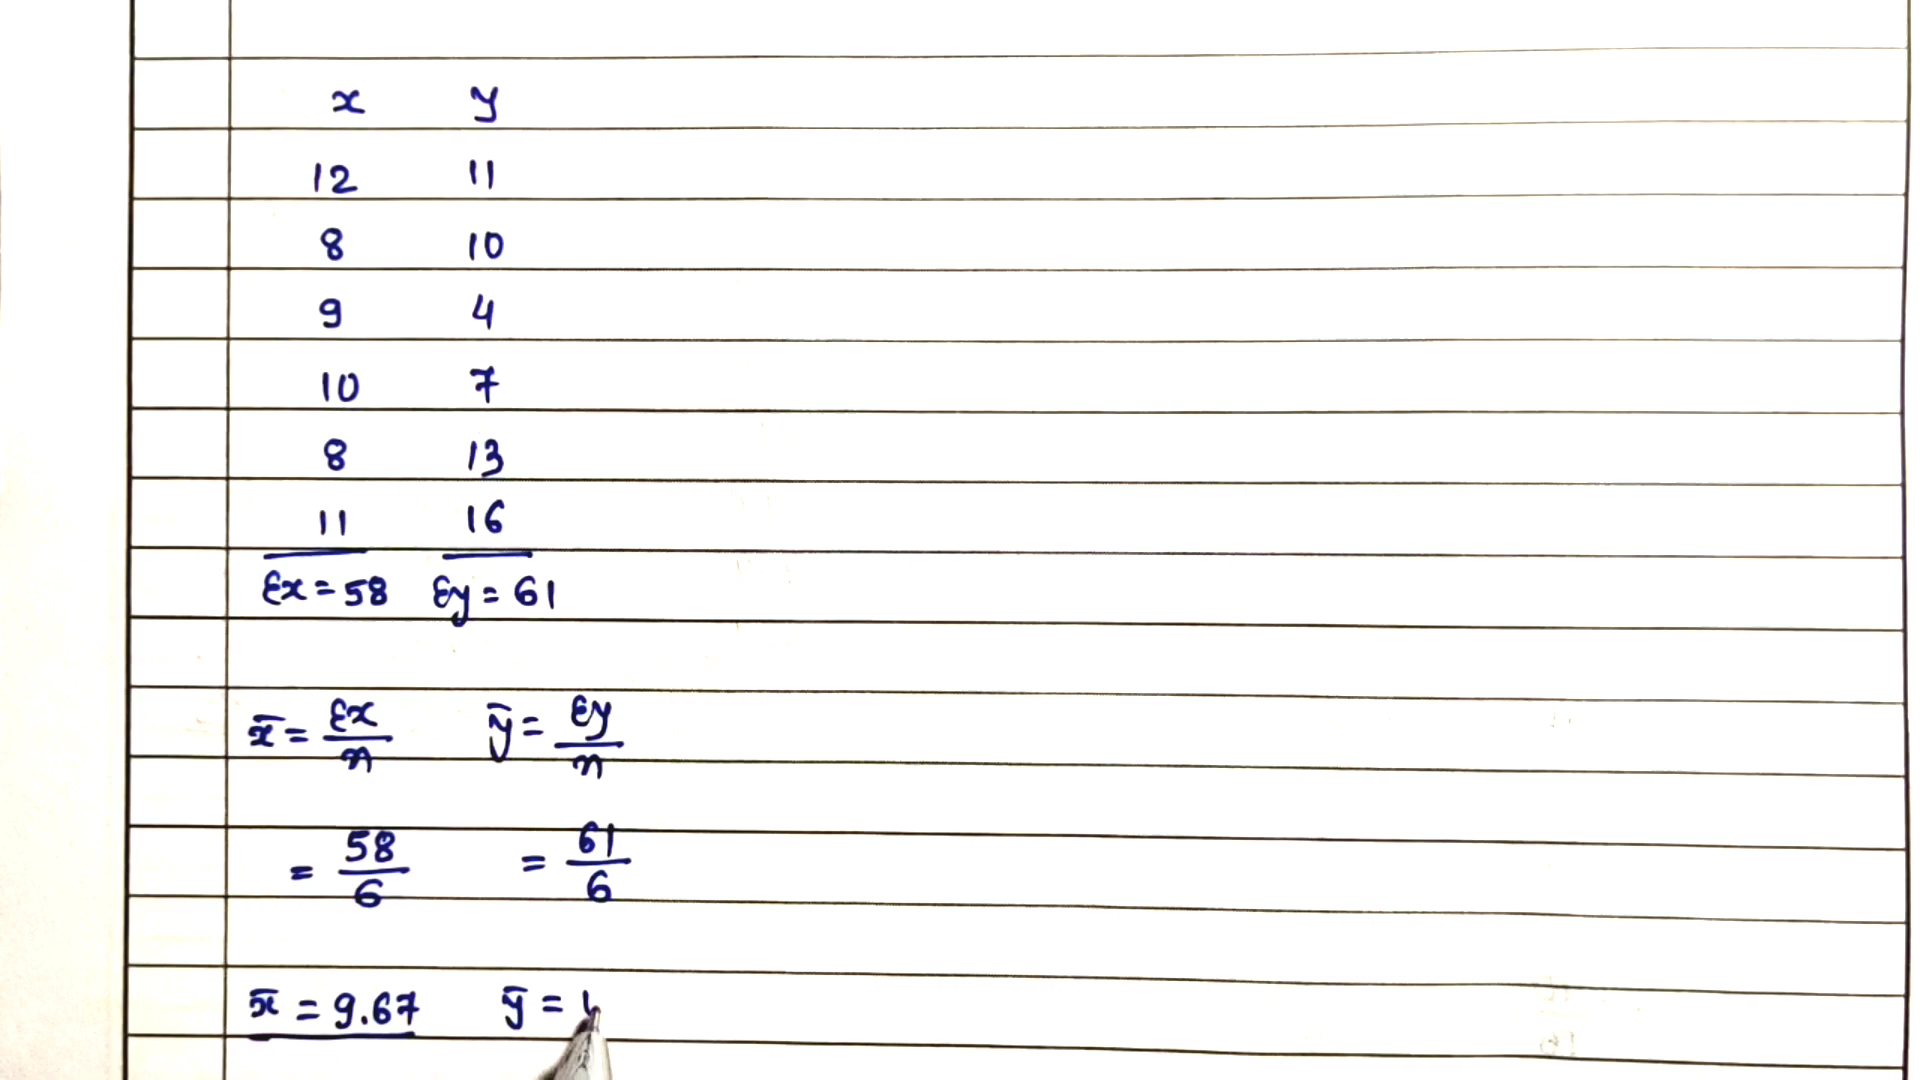 x y
12 11
8 10
9 4
10 7
8 13
11 16
Σx = 58 Σy = 61
x̄ = Σx/n ȳ = Σy/n
= 58/6 = 61/6
x̄ = 9.67 ȳ = 1